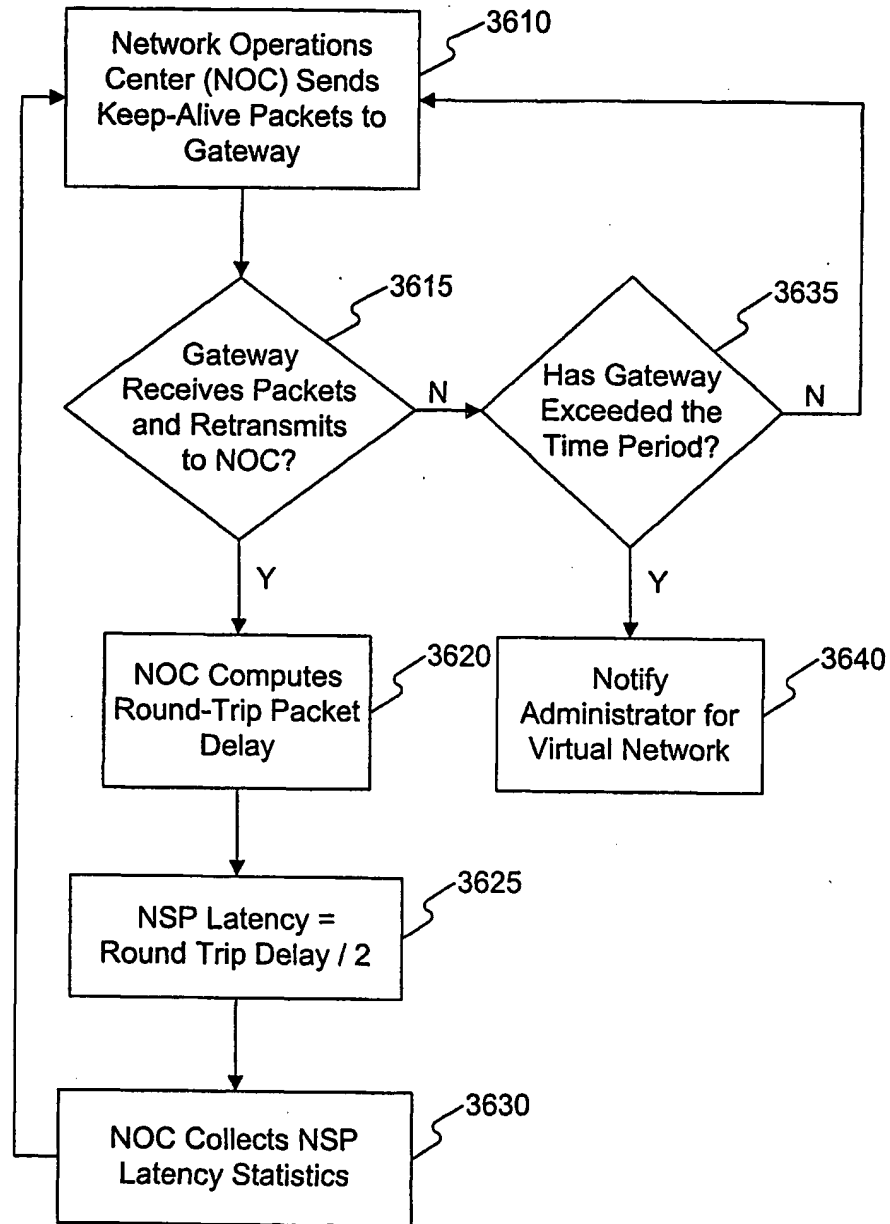 Network Operations
Center (NOC) Sends
Keep-Alive Packets to
Gateway
3610
Gateway
Receives Packets
and Retransmits
to NOC?
3615
N
Y
Has Gateway
Exceeded the
Time Period?
3635
N
Y
NOC Computes
Round-Trip Packet
Delay
3620
Notify
Administrator for
Virtual Network
3640
NSP Latency =
Round Trip Delay / 2
3625
NOC Collects NSP
Latency Statistics
3630